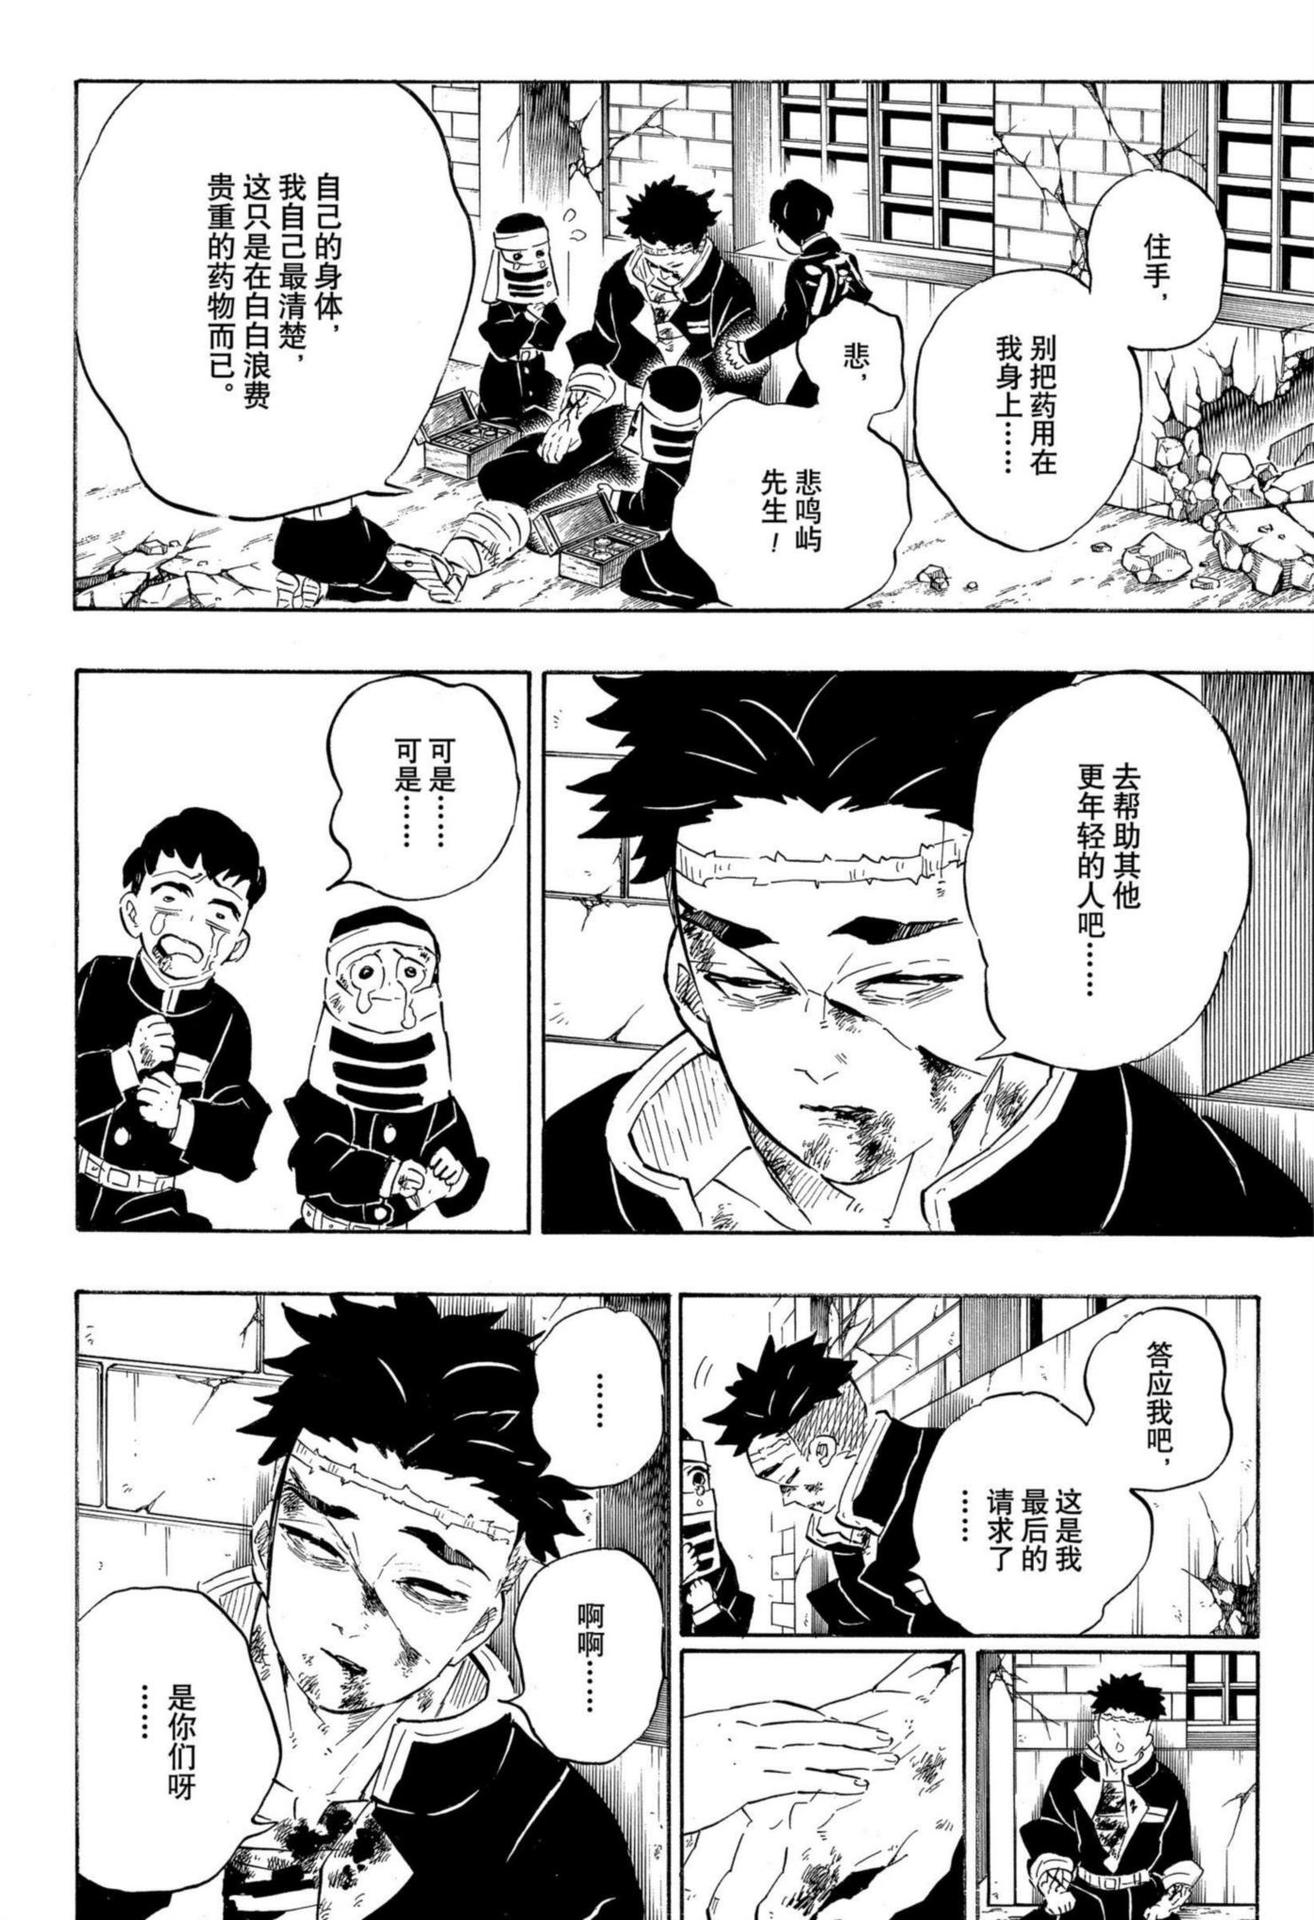 住手，
别把药用在
我身上……
悲，
悲鸣屿
先生！
自己的身体，
我自己最清楚，
这只是在白白浪费
贵重的药物而已。
去帮助其他
更年轻的人吧……
可是……
可是……
答应我吧，
这是我
最后的
请求了
……
……
啊啊……
是你们呀
……